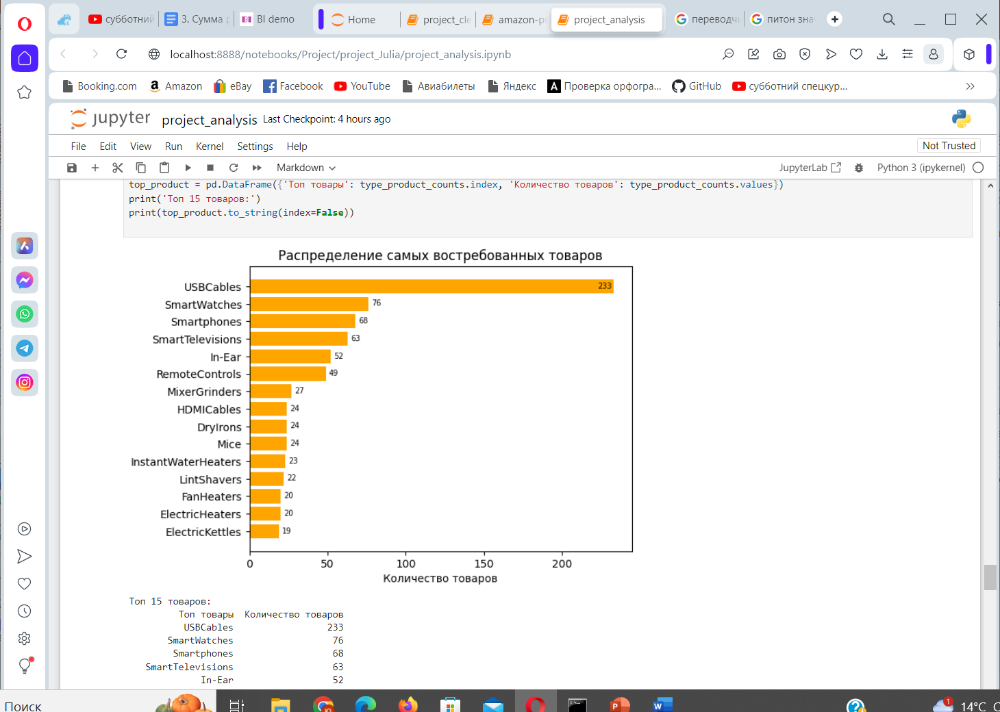 субботний
3. Сумма р
BI BI demo
Home
project_cle
amazon-pr
project_analysis
переводчи
питон зна
localhost:8888/notebooks/Project/project_Julia/project_analysis.ipynb
Booking.com
Amazon
eBay
Facebook
YouTube
Авиабилеты
Яндекс
Проверка орфогра...
GitHub
субботний спецкур...
jupyter project_analysis Last Checkpoint: 4 hours ago
File Edit View Run Kernel Settings Help
Not Trusted
Markdown
JupyterLab
Python 3 (ipykernel)
top_product = pd.DataFrame({'Топ товары': type_product_counts.index, 'Количество товаров': type_product_counts.values})
print('Топ 15 товаров:')
print(top_product.to_string(index=False))
Распределение самых востребованных товаров
USBCables 233
SmartWatches 76
Smartphones 68
SmartTelevisions 63
In-Ear 52
RemoteControls 49
MixerGrinders 27
HDMICables 24
DryIrons 24
Mice 24
InstantWaterHeaters 23
LintShavers 22
FanHeaters 20
ElectricHeaters 20
ElectricKettles 19
0 50 100 150 200
Количество товаров
Топ 15 товаров:
Топ товары Количество товаров
USBCables 233
SmartWatches 76
Smartphones 68
SmartTelevisions 63
In-Ear 52
Поиск
1
14°C